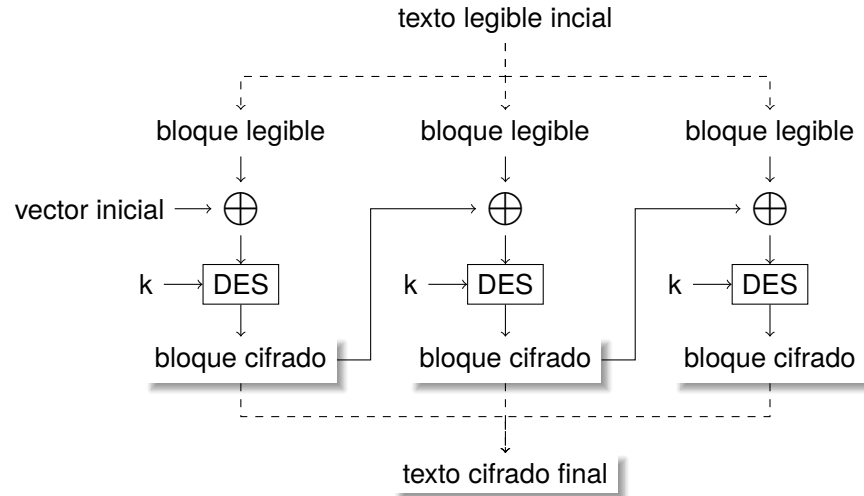 texto legible incial
bloque legible bloque legible bloque legible
vector inicial
k DES k DES k DES
bloque cifrado bloque cifrado bloque cifrado
texto cifrado final